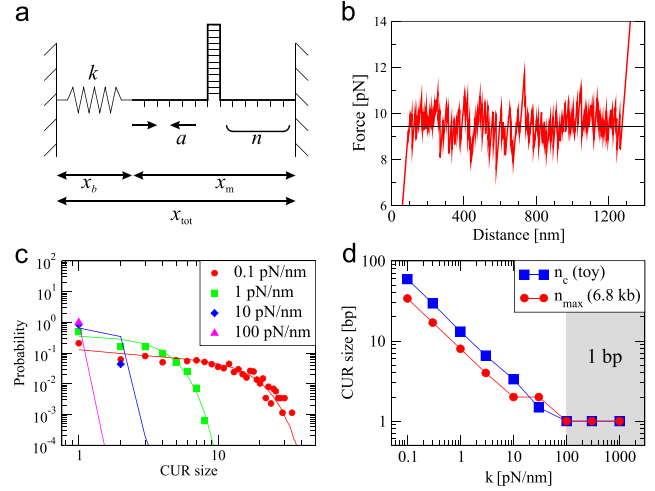 a
k
a
n
x_b
x_m
x_tot
b
Force [pN]
14
12
10
8
6
0 400 800 1200
Distance [nm]
c
Probability
10^2
10^1
10^0
10^-1
10^-2
10^-3
10^-4
0.1 pN/nm
1 pN/nm
10 pN/nm
100 pN/nm
1 10
CUR size
d
CUR size [bp]
100
10
1
n_c (toy)
n_max (6.8 kb)
1 bp
0.1 1 10 100 1000
k [pN/nm]